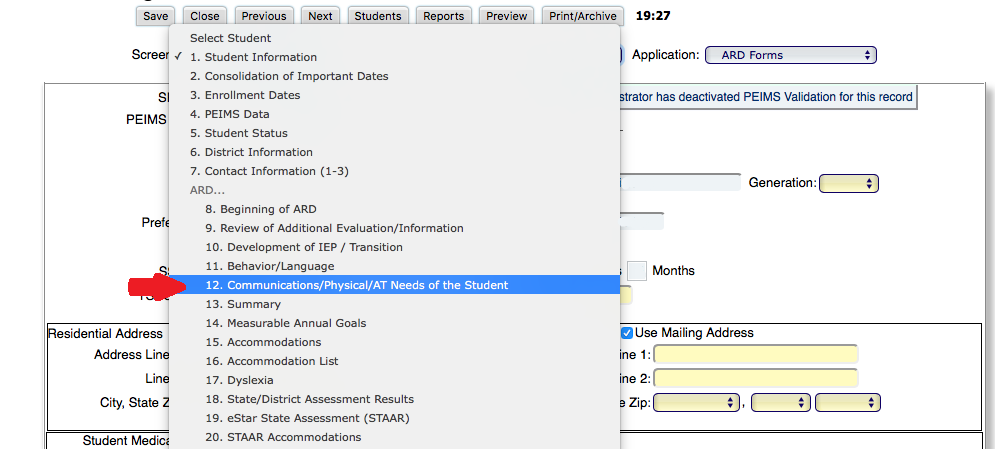 Save Close Previous Next Students Reports Preview Print/Archive 19:27
Select Student
Application: ARD Forms
✓ 1. Student Information
2. Consolidation of Important Dates
3. Enrollment Dates
strator has deactivated PEIMS Validation for this record
4. PEIMS Data
PEIMS
5. Student Status
6. District Information
7. Contact Information (1-3)
Generation:
ARD...
8. Beginning of ARD
9. Review of Additional Evaluation/Information
10. Development of IEP / Transition
11. Behavior/Language
Months
12. Communications/Physical/AT Needs of the Student
13. Summary
14. Measurable Annual Goals
Residential Address
Use Mailing Address
15. Accommodations
Address Line
ine 1:
16. Accommodation List
Line
ine 2:
17. Dyslexia
18. State/District Assessment Results
City, State Z
e Zip: ,
19. eStar State Assessment (STAAR)
20. STAAR Accommodations
Student Medica